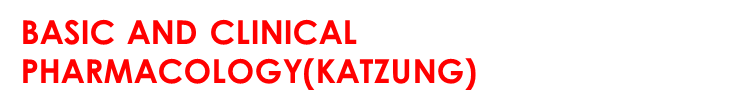 BASIC AND CLINICAL
PHARMACOLOGY(KATZUNG)